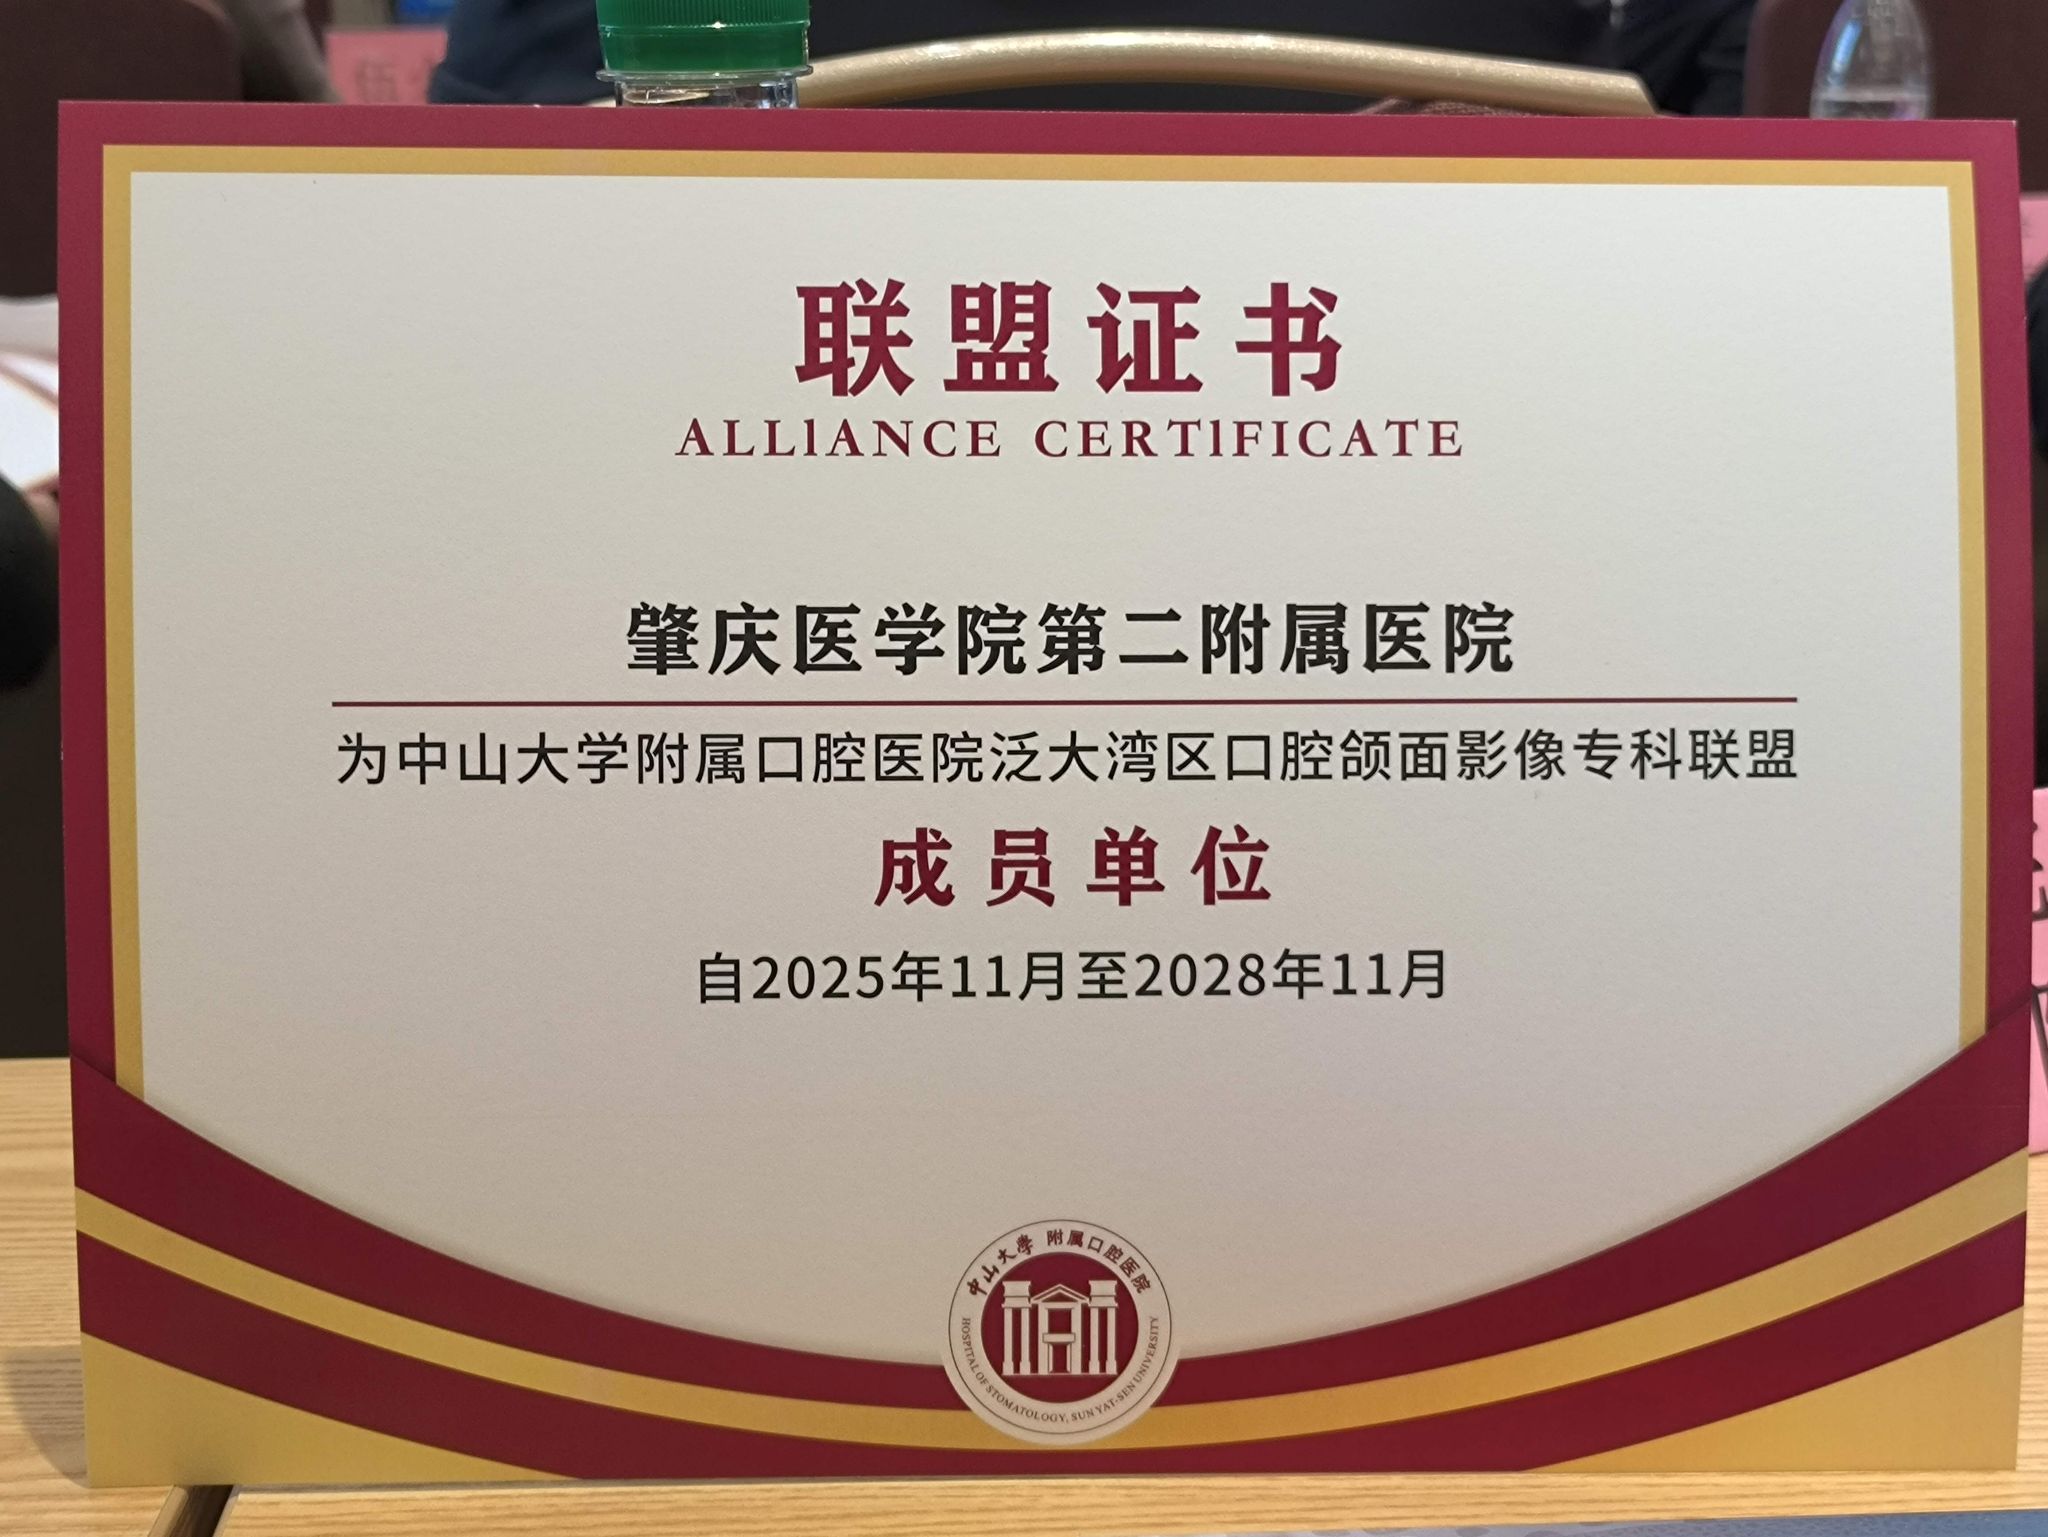 联盟证书
ALLlANCE CERTlFICATE
肇庆医学院第二附属医院
为中山大学附属口腔医院泛大湾区口腔颌面影像专科联盟
成员单位
自2025年11月至2028年11月
中山大学 附属口腔医院
HOSPITAL OF STOMATOLOGY, SUN YAT-SEN UNIVERSITY